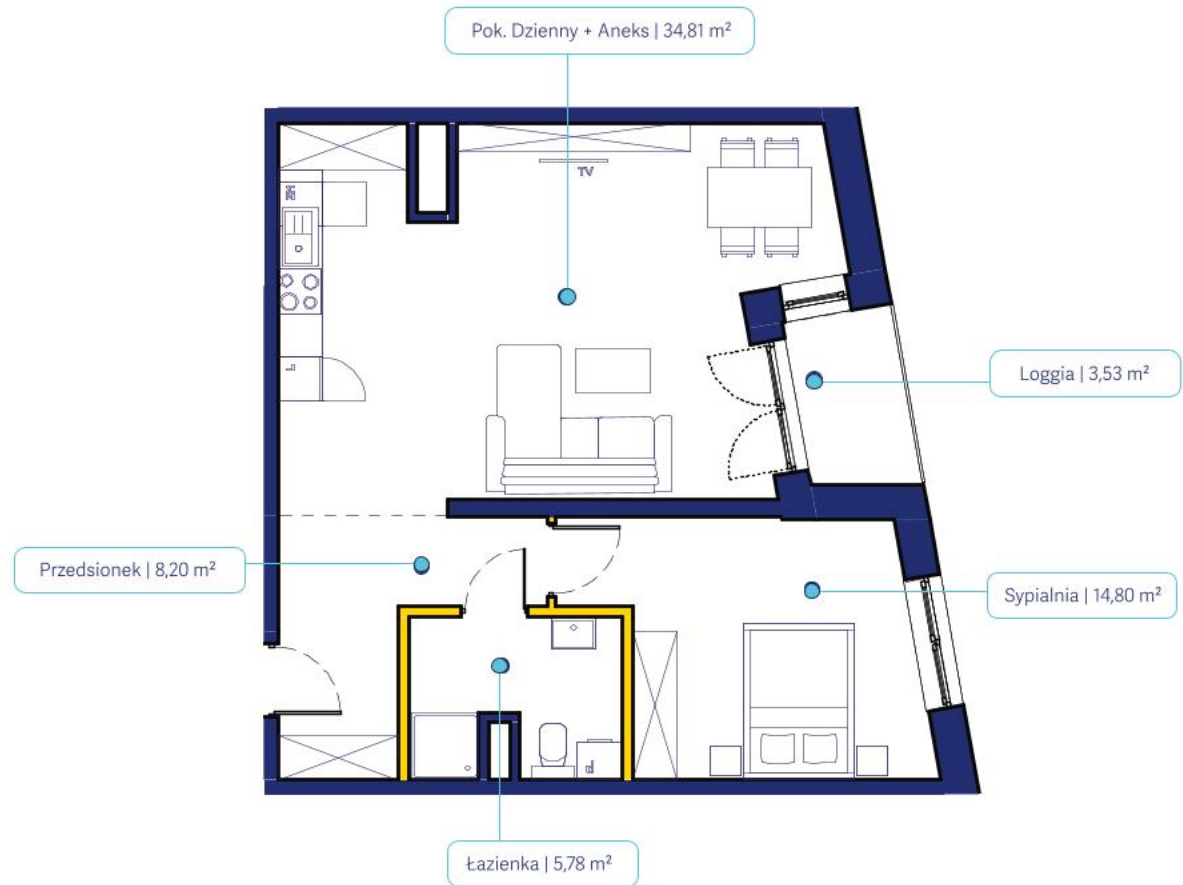 Pok. Dzienny + Aneks | 34,81 m²
TV
ZM
L
Loggia | 3,53 m²
Przedsionek | 8,20 m²
Sypialnia | 14,80 m²
P
Łazienka | 5,78 m²